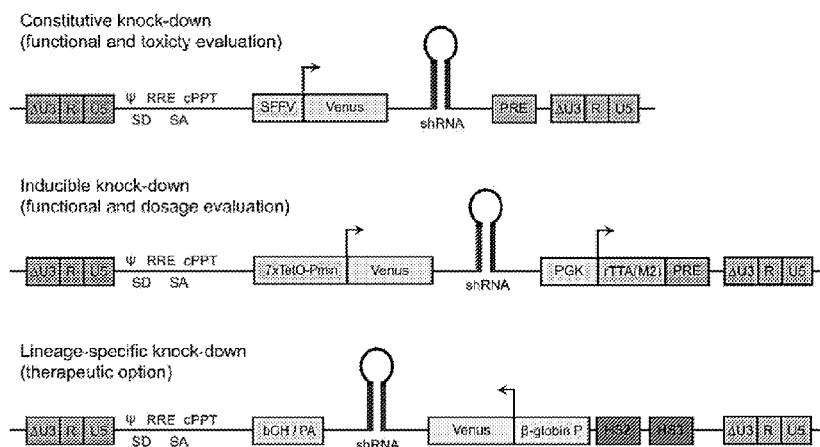 Constitutive knock-down
(functional and toxicty evaluation)
Ψ RRE cPPT
ΔU3 R U5 SFFV Venus PRE ΔU3 R U5
SD SA shRNA
Inducible knock-down
(functional and dosage evaluation)
Ψ RRE cPPT
ΔU3 R U5 7xTetO-Pmin Venus PGK rTTA(M2) PRE ΔU3 R U5
SD SA shRNA
Lineage-specific knock-down
(therapeutic option)
Ψ RRE cPPT
ΔU3 R U5 bGH / PA Venus β-globin P HS2 HS3 ΔU3 R U5
SD SA shRNA